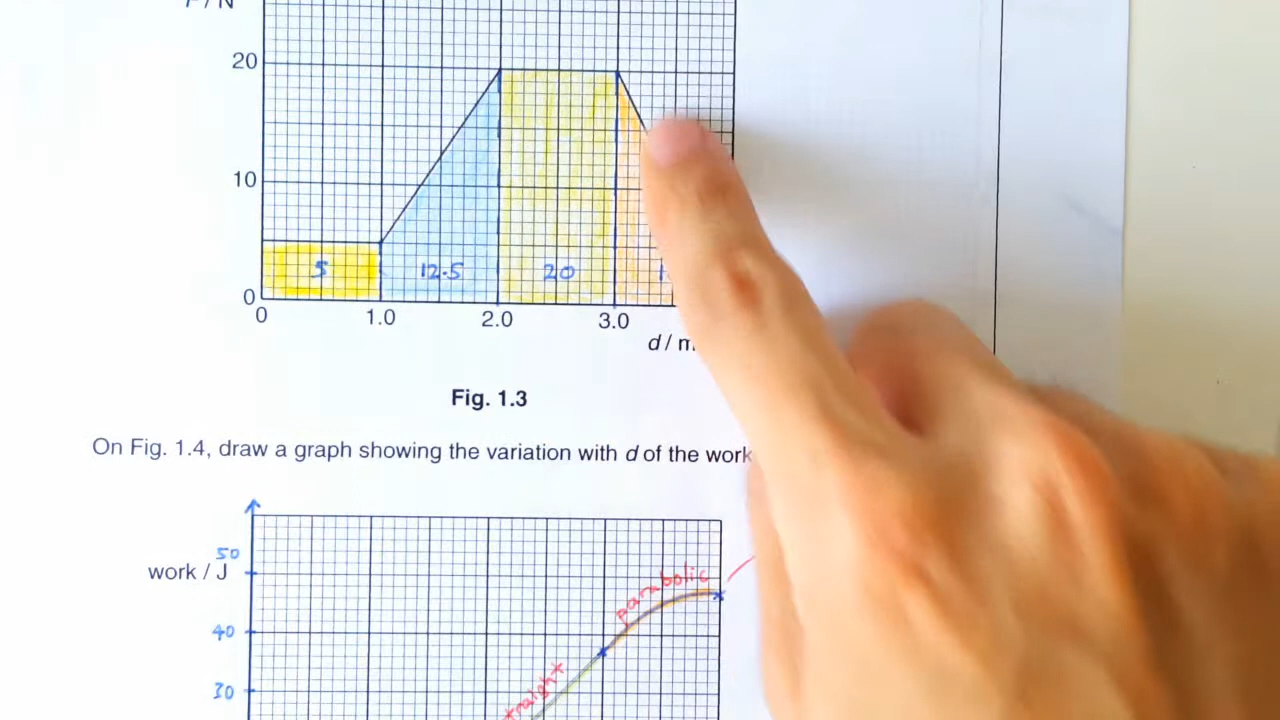 F / N
20
10
5 12.5 20
0
0 1.0 2.0 3.0
d / m
Fig. 1.3
On Fig. 1.4, draw a graph showing the variation with d of the work
50
work / J
parabolic
40
straight
30